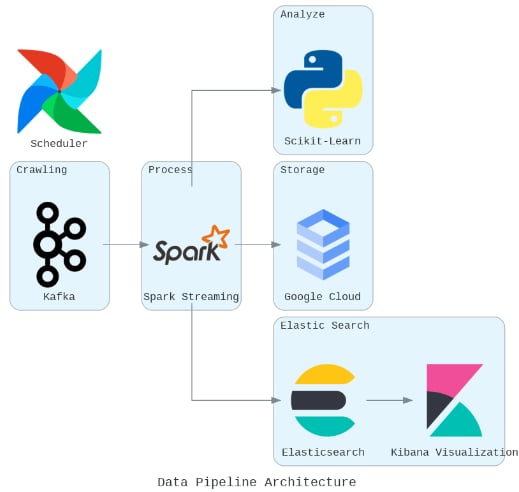 Analyze
Scikit-Learn
Scheduler
Crawling
Kafka
Process
Spark
Spark Streaming
Storage
Google Cloud
Elastic Search
Elasticsearch
Kibana Visualization
Data Pipeline Architecture